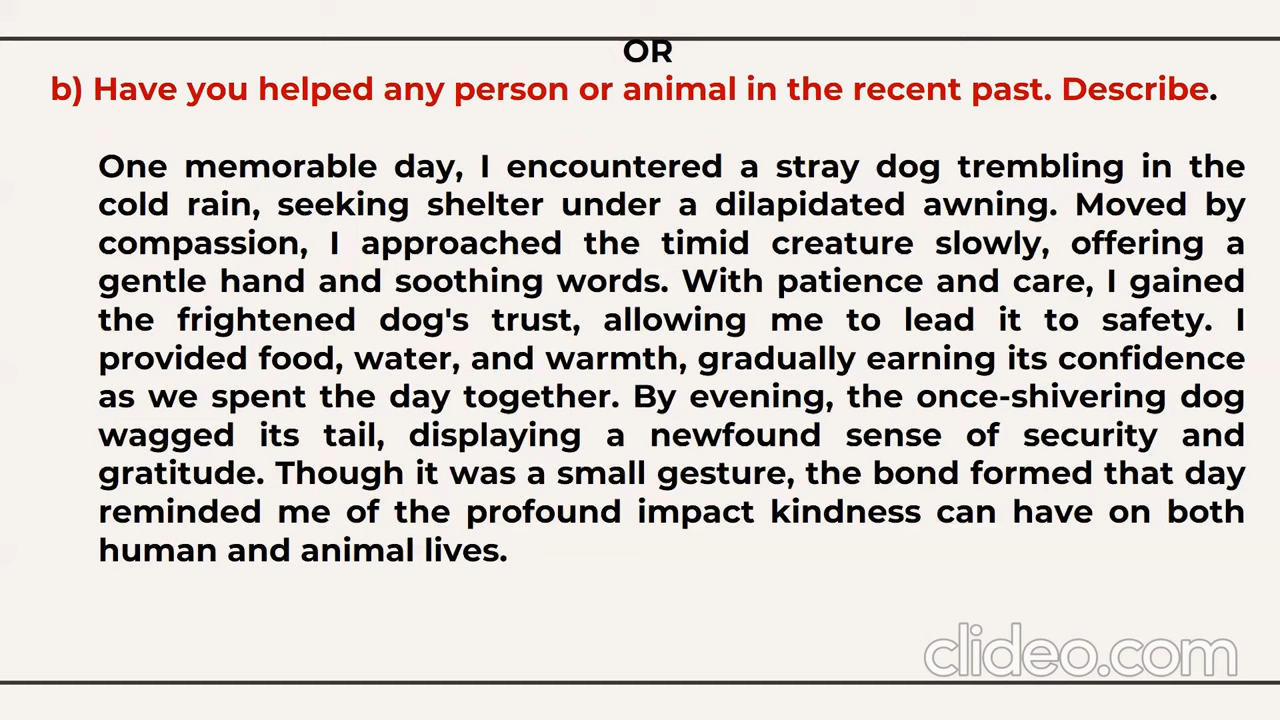 OR
b) Have you helped any person or animal in the recent past. Describe.
One memorable day, I encountered a stray dog trembling in the
cold rain, seeking shelter under a dilapidated awning. Moved by
compassion, I approached the timid creature slowly, offering a
gentle hand and soothing words. With patience and care, I gained
the frightened dog's trust, allowing me to lead it to safety. I
provided food, water, and warmth, gradually earning its confidence
as we spent the day together. By evening, the once-shivering dog
wagged its tail, displaying a newfound sense of security and
gratitude. Though it was a small gesture, the bond formed that day
reminded me of the profound impact kindness can have on both
human and animal lives.
clideo.com